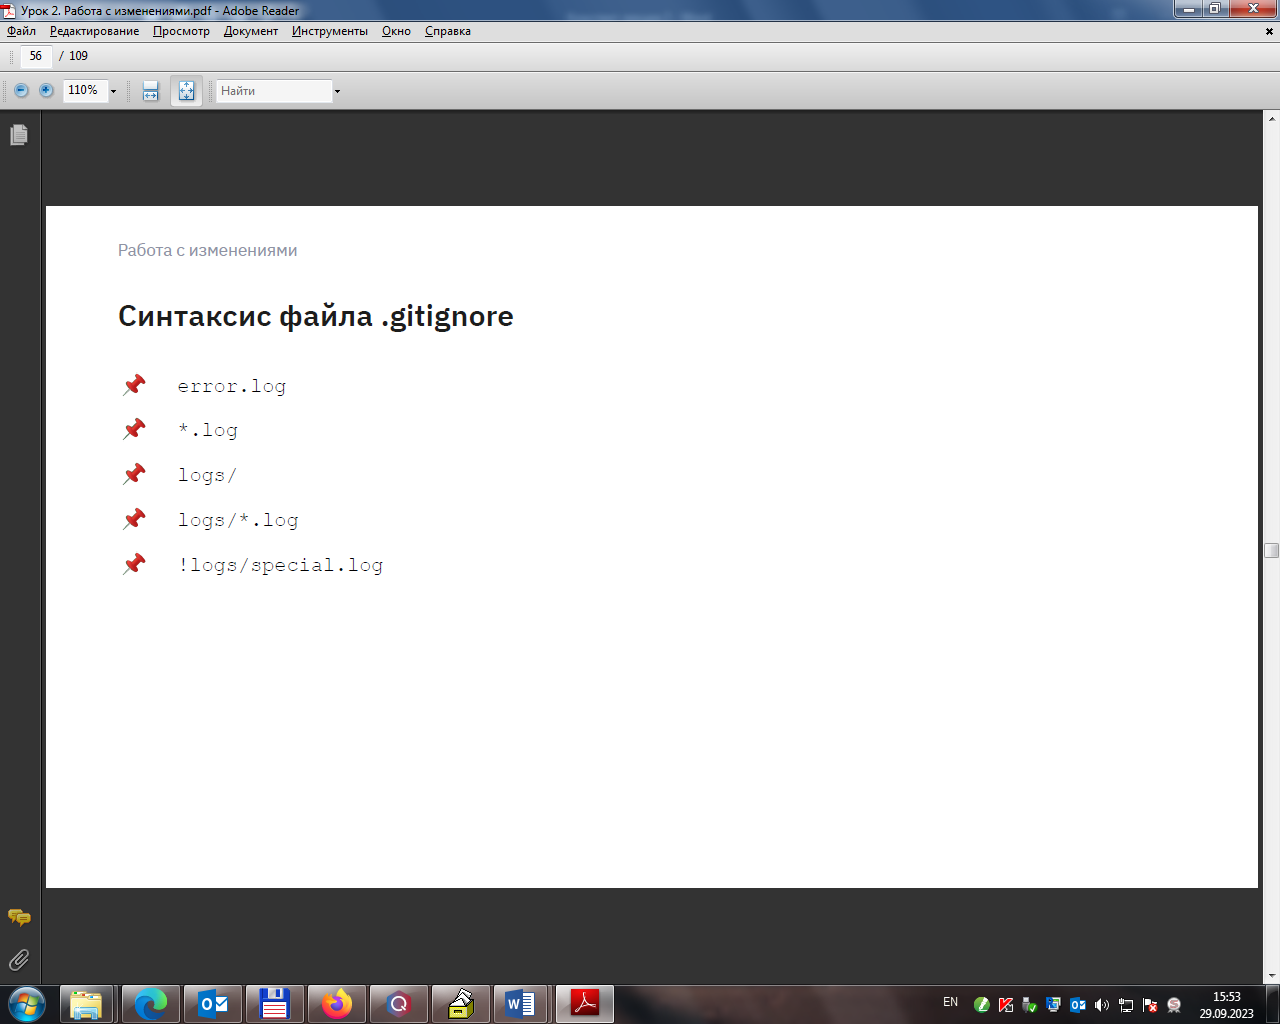 Урок 2. Работа с изменениями.pdf - Adobe Reader
Файл Редактирование Просмотр Документ Инструменты Окно Справка
56 / 109
110% Найти
Работа с изменениями
Синтаксис файла .gitignore
error.log
*.log
logs/
logs/*.log
!logs/special.log
EN
15:53
29.09.2023